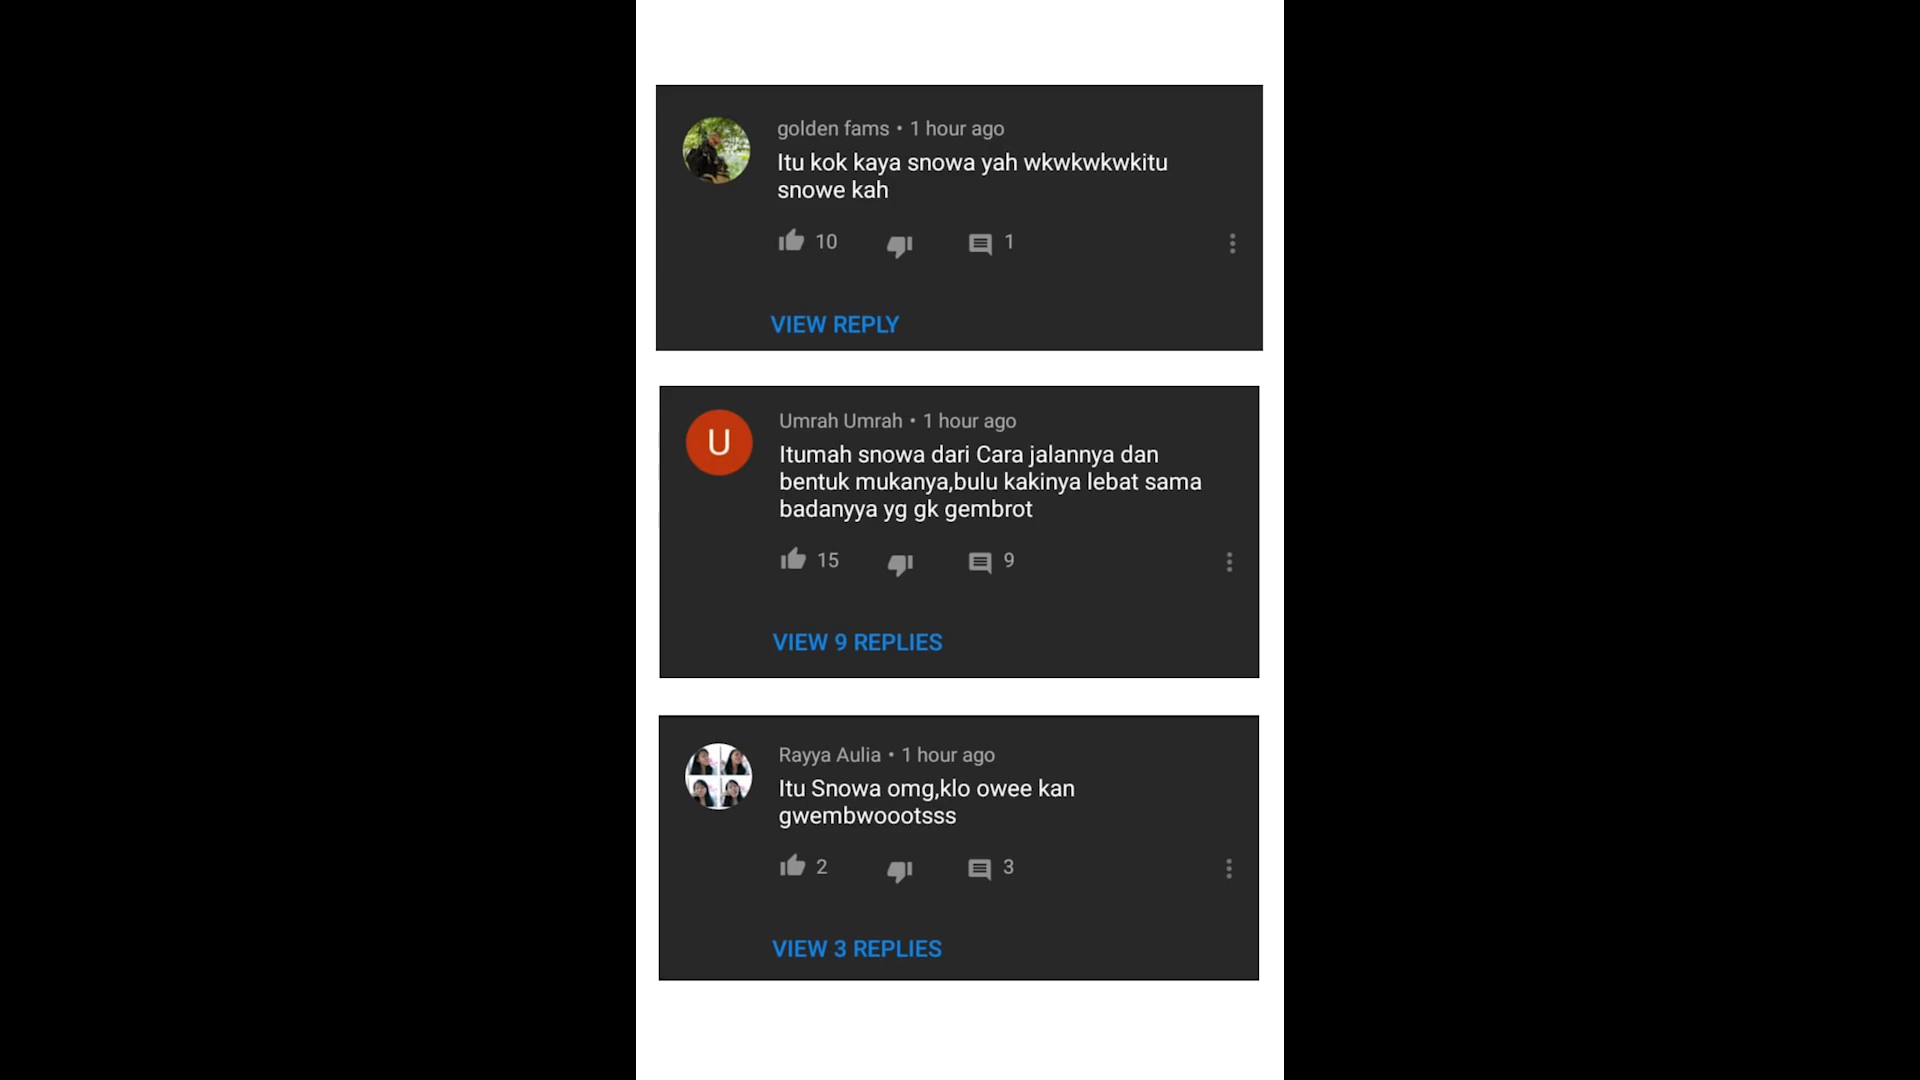 golden fams • 1 hour ago
Itu kok kaya snowa yah wkwkwkwkitu
snowe kah
10 1
VIEW REPLY
U
Umrah Umrah • 1 hour ago
Itumah snowa dari Cara jalannya dan
bentuk mukanya,bulu kakinya lebat sama
badanyya yg gk gembrot
15 9
VIEW 9 REPLIES
Rayya Aulia • 1 hour ago
Itu Snowa omg,klo owee kan
gwembwoootsss
2 3
VIEW 3 REPLIES